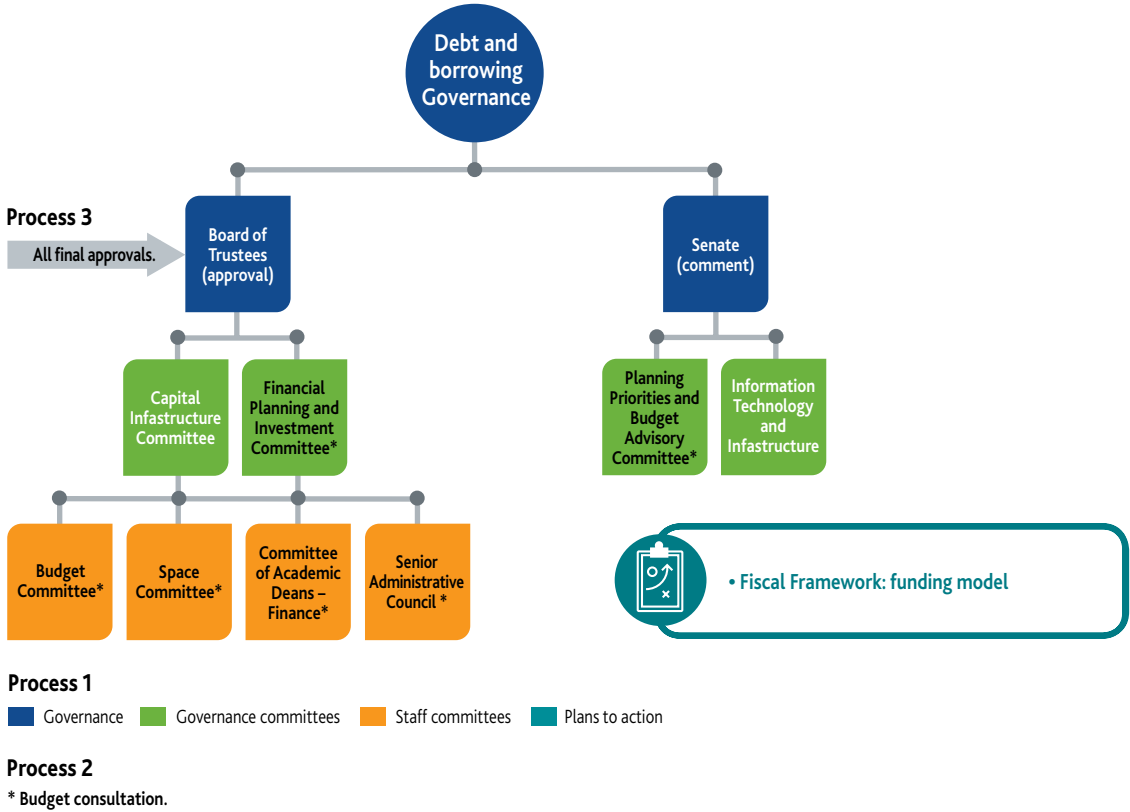 Debt and
borrowing
Governance
Process 3
All final approvals.
Board of
Trustees
(approval)
Senate
(comment)
Capital
Infastructure
Committee
Financial
Planning and
Investment
Committee*
Planning
Priorities and
Budget
Advisory
Committee*
Information
Technology
and
Infastructure
Budget
Committee*
Space
Committee*
Committee
of Academic
Deans –
Finance*
Senior
Administrative
Council *
• Fiscal Framework: funding model
Process 1
Governance Governance committees Staff committees Plans to action
Process 2
* Budget consultation.